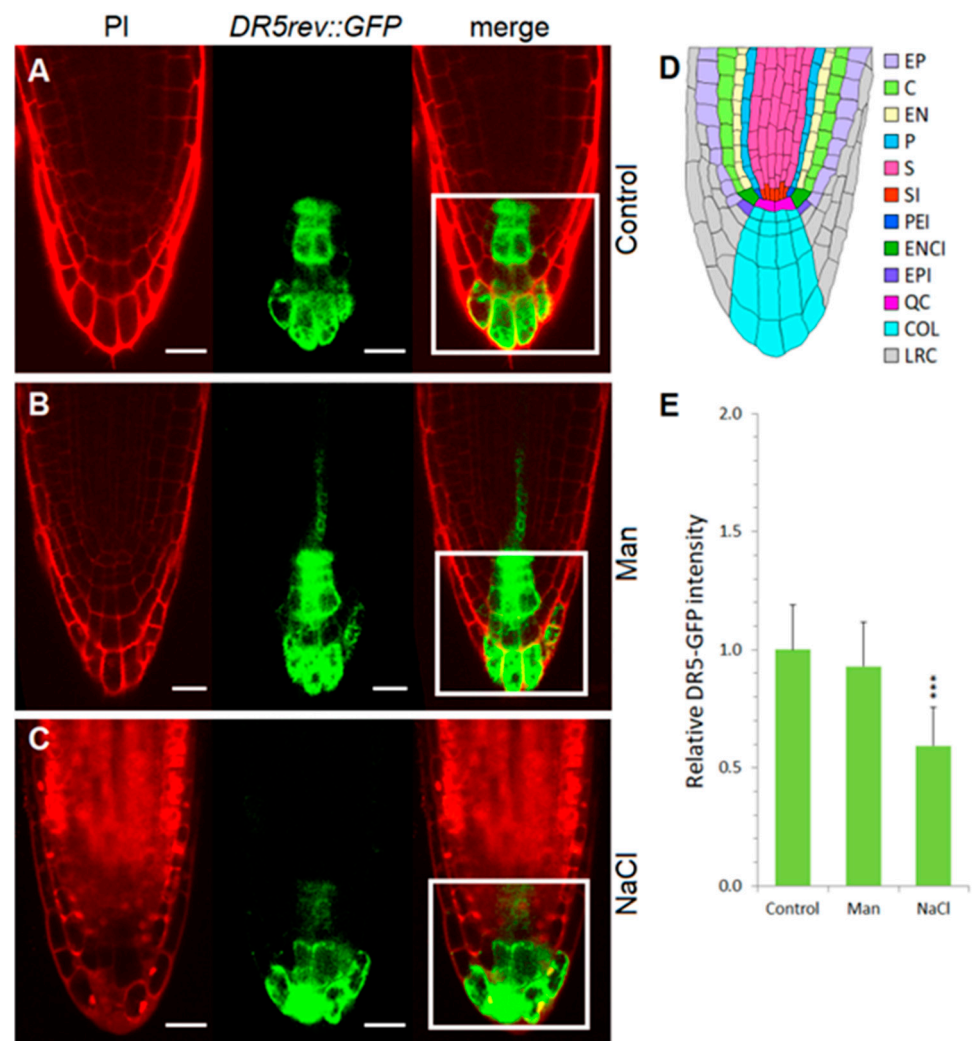 PI DR5rev::GFP merge
A
Control
B
Man
C
NaCl
D
EP
C
EN
P
S
SI
PEI
ENCI
EPI
QC
COL
LRC
E
Relative DR5-GFP intensity
2.0
1.5
1.0
0.5
0.0
***
Control Man NaCl